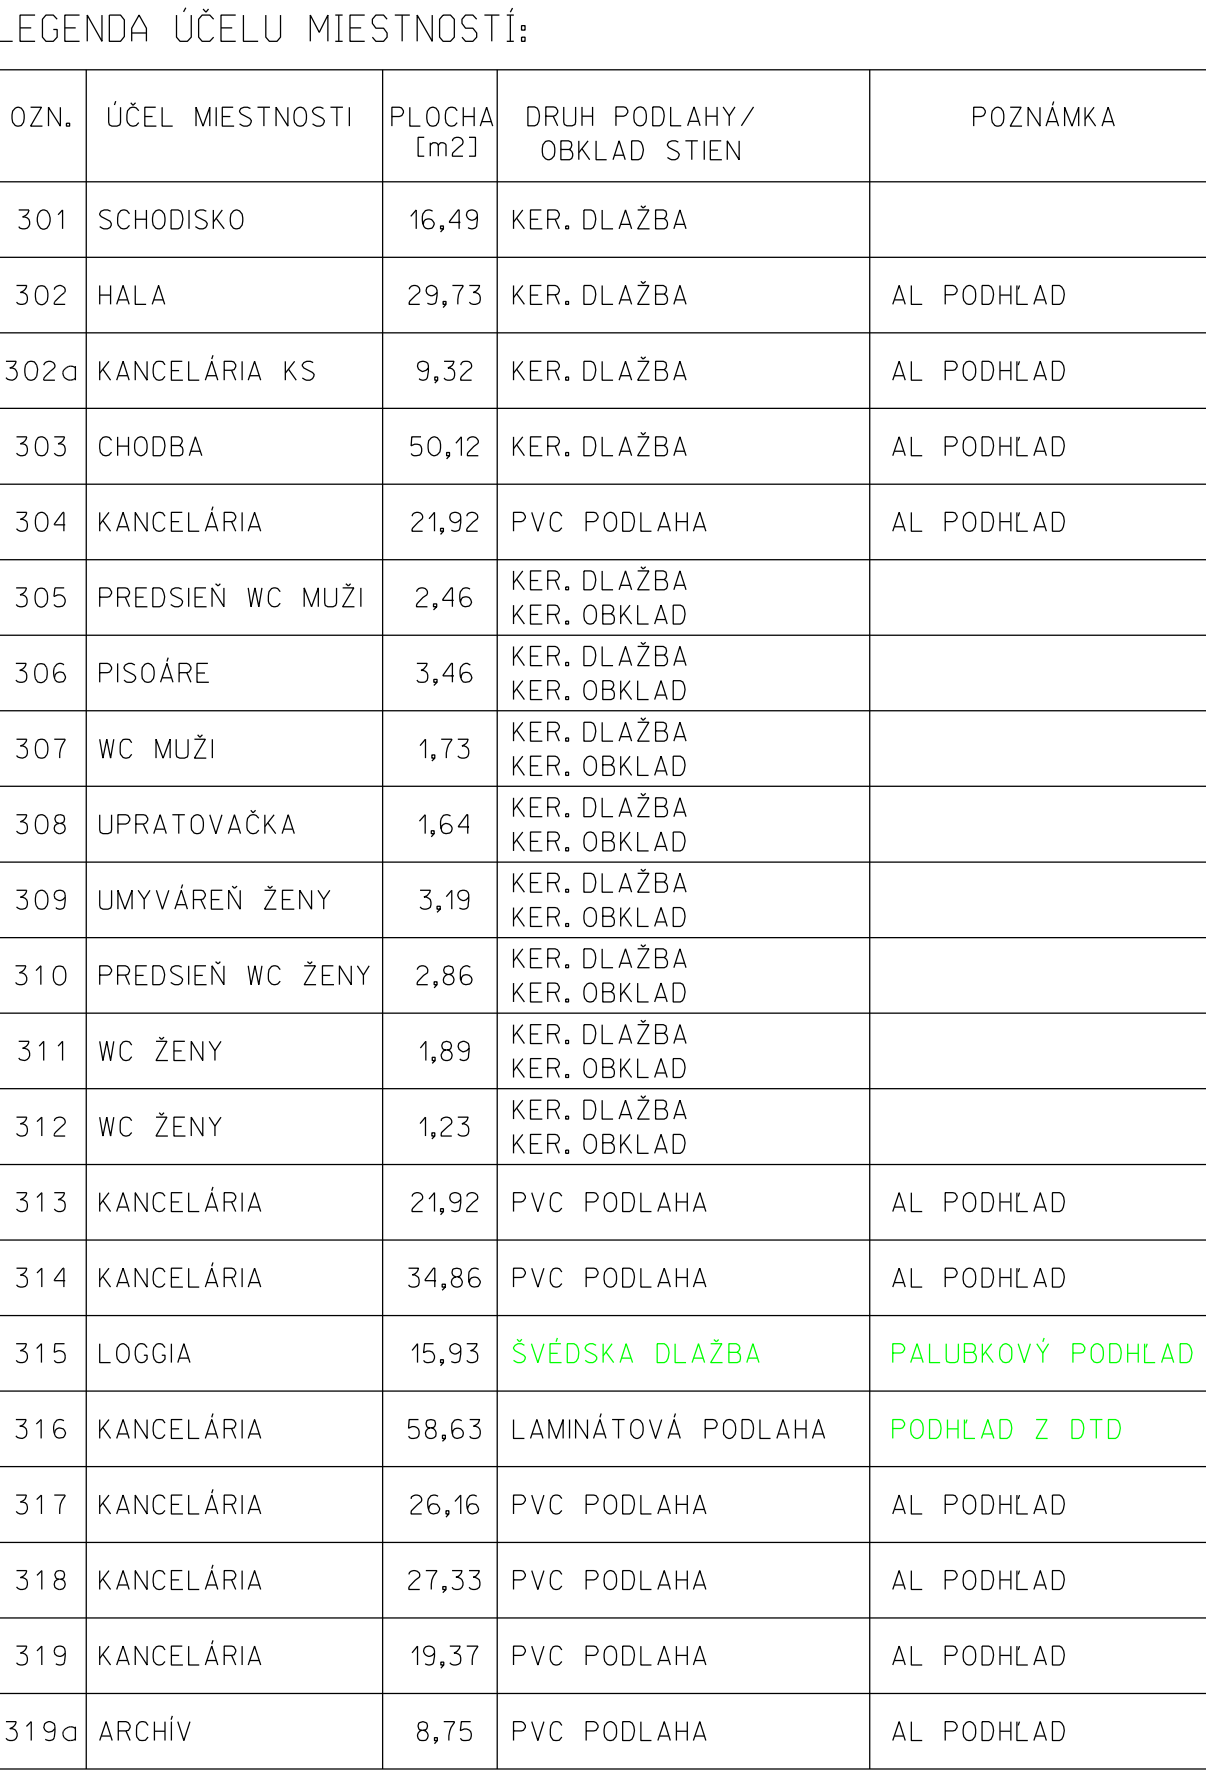 LEGENDA ÚČELU MIESTNOSTÍ:
OZN. ÚČEL MIESTNOSTI PLOCHA [m2] DRUH PODLAHY/ OBKLAD STIEN POZNÁMKA
301 SCHODISKO 16,49 KER. DLAŽBA
302 HALA 29,73 KER. DLAŽBA AL PODHĽAD
302a KANCELÁRIA KS 9,32 KER. DLAŽBA AL PODHĽAD
303 CHODBA 50,12 KER. DLAŽBA AL PODHĽAD
304 KANCELÁRIA 21,92 PVC PODLAHA AL PODHĽAD
305 PREDSIEŇ WC MUŽI 2,46 KER. DLAŽBA
KER. OBKLAD
306 PISOÁRE 3,46 KER. DLAŽBA
KER. OBKLAD
307 WC MUŽI 1,73 KER. DLAŽBA
KER. OBKLAD
308 UPRATOVAČKA 1,64 KER. DLAŽBA
KER. OBKLAD
309 UMYVÁREŇ ŽENY 3,19 KER. DLAŽBA
KER. OBKLAD
310 PREDSIEŇ WC ŽENY 2,86 KER. DLAŽBA
KER. OBKLAD
311 WC ŽENY 1,89 KER. DLAŽBA
KER. OBKLAD
312 WC ŽENY 1,23 KER. DLAŽBA
KER. OBKLAD
313 KANCELÁRIA 21,92 PVC PODLAHA AL PODHĽAD
314 KANCELÁRIA 34,86 PVC PODLAHA AL PODHĽAD
315 LOGGIA 15,93 ŠVÉDSKA DLAŽBA PALUBKOVÝ PODHĽAD
316 KANCELÁRIA 58,63 LAMINÁTOVÁ PODLAHA PODHĽAD Z DTD
317 KANCELÁRIA 26,16 PVC PODLAHA AL PODHĽAD
318 KANCELÁRIA 27,33 PVC PODLAHA AL PODHĽAD
319 KANCELÁRIA 19,37 PVC PODLAHA AL PODHĽAD
319a ARCHÍV 8,75 PVC PODLAHA AL PODHĽAD